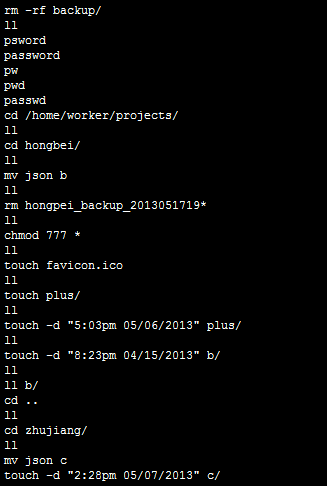 rm -rf backup/
ll
psword
password
pw
pwd
passwd
cd /home/worker/projects/
ll
cd hongbei/
ll
mv json b
ll
rm hongpei_backup_2013051719*
ll
chmod 777 *
ll
touch favicon.ico
ll
touch plus/
ll
touch -d "5:03pm 05/06/2013" plus/
ll
touch -d "8:23pm 04/15/2013" b/
ll
ll b/
cd ..
ll
cd zhujiang/
ll
mv json c
touch -d "2:28pm 05/07/2013" c/